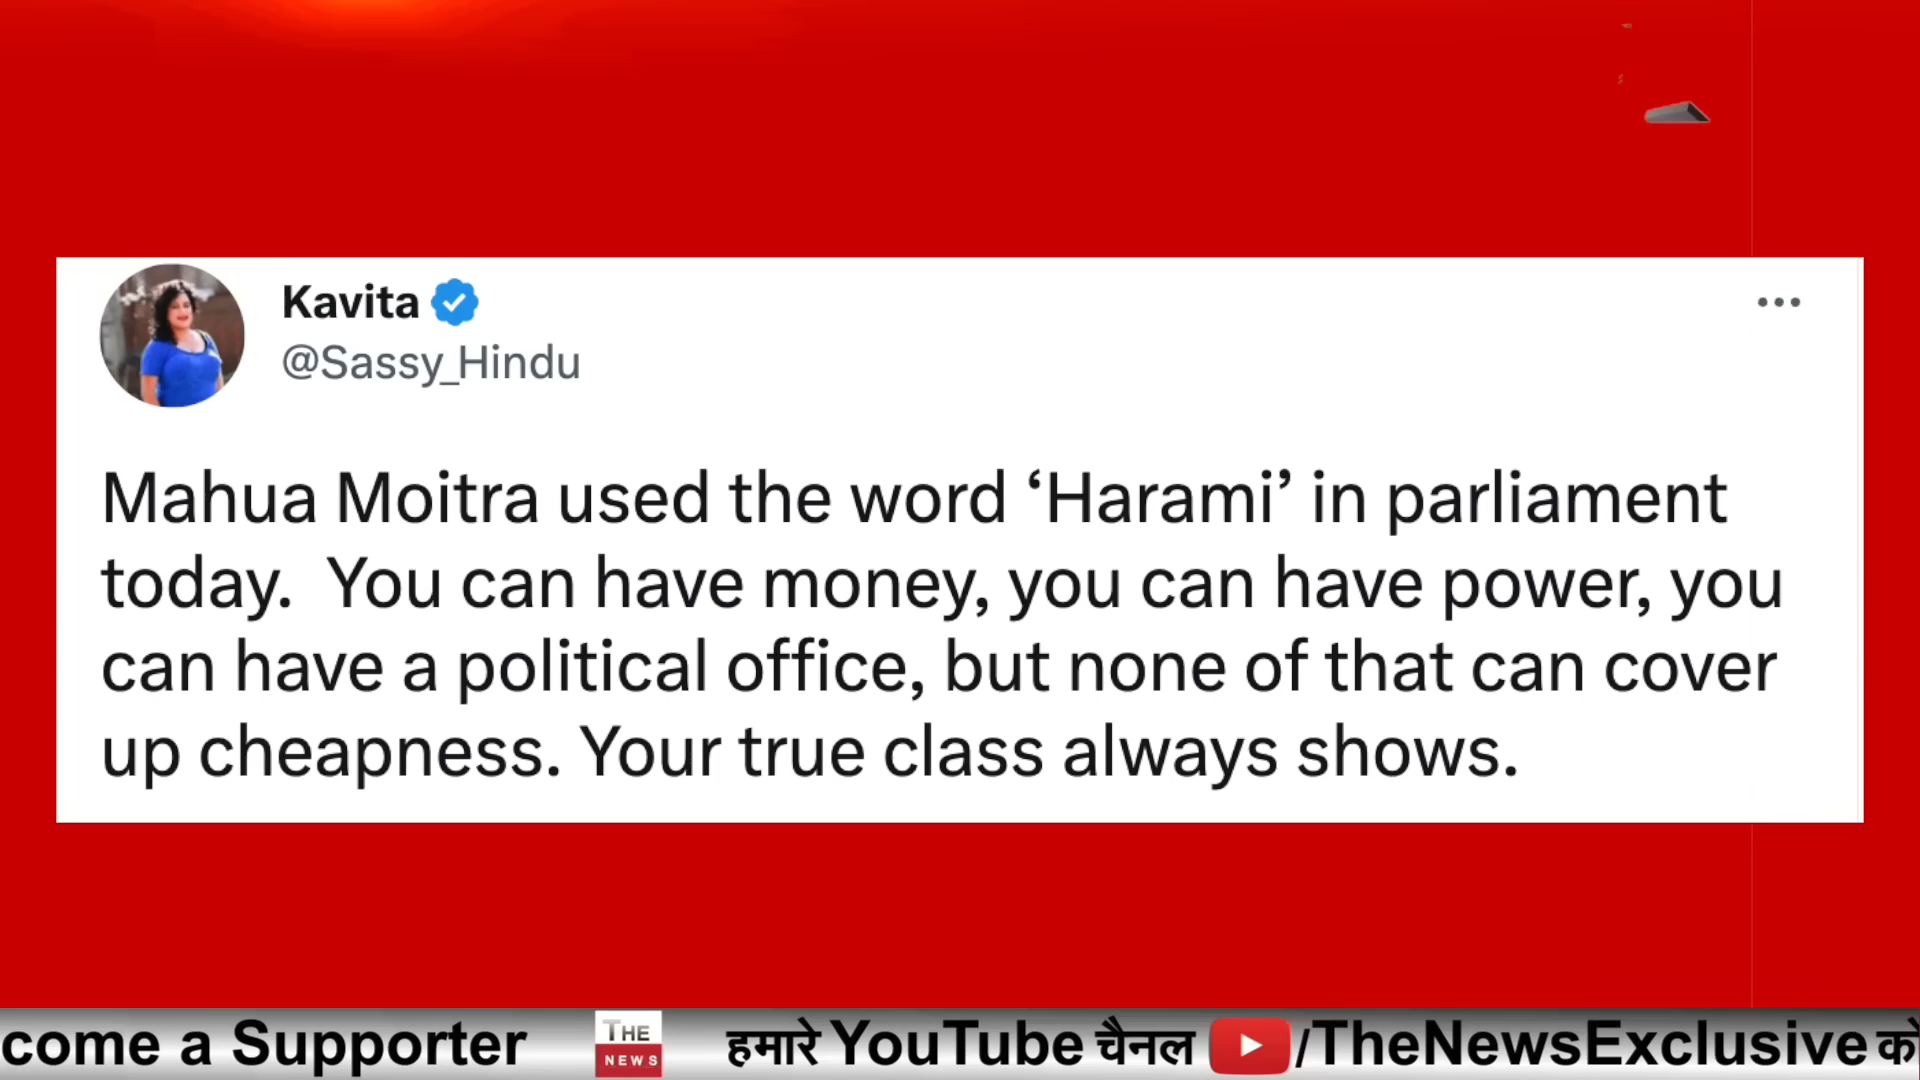 Kavita
@Sassy_Hindu
Mahua Moitra used the word ‘Harami’ in parliament
today. You can have money, you can have power, you
can have a political office, but none of that can cover
up cheapness. Your true class always shows.
come a Supporter THE NEWS हमारे YouTube चैनल /TheNewsExclusive को